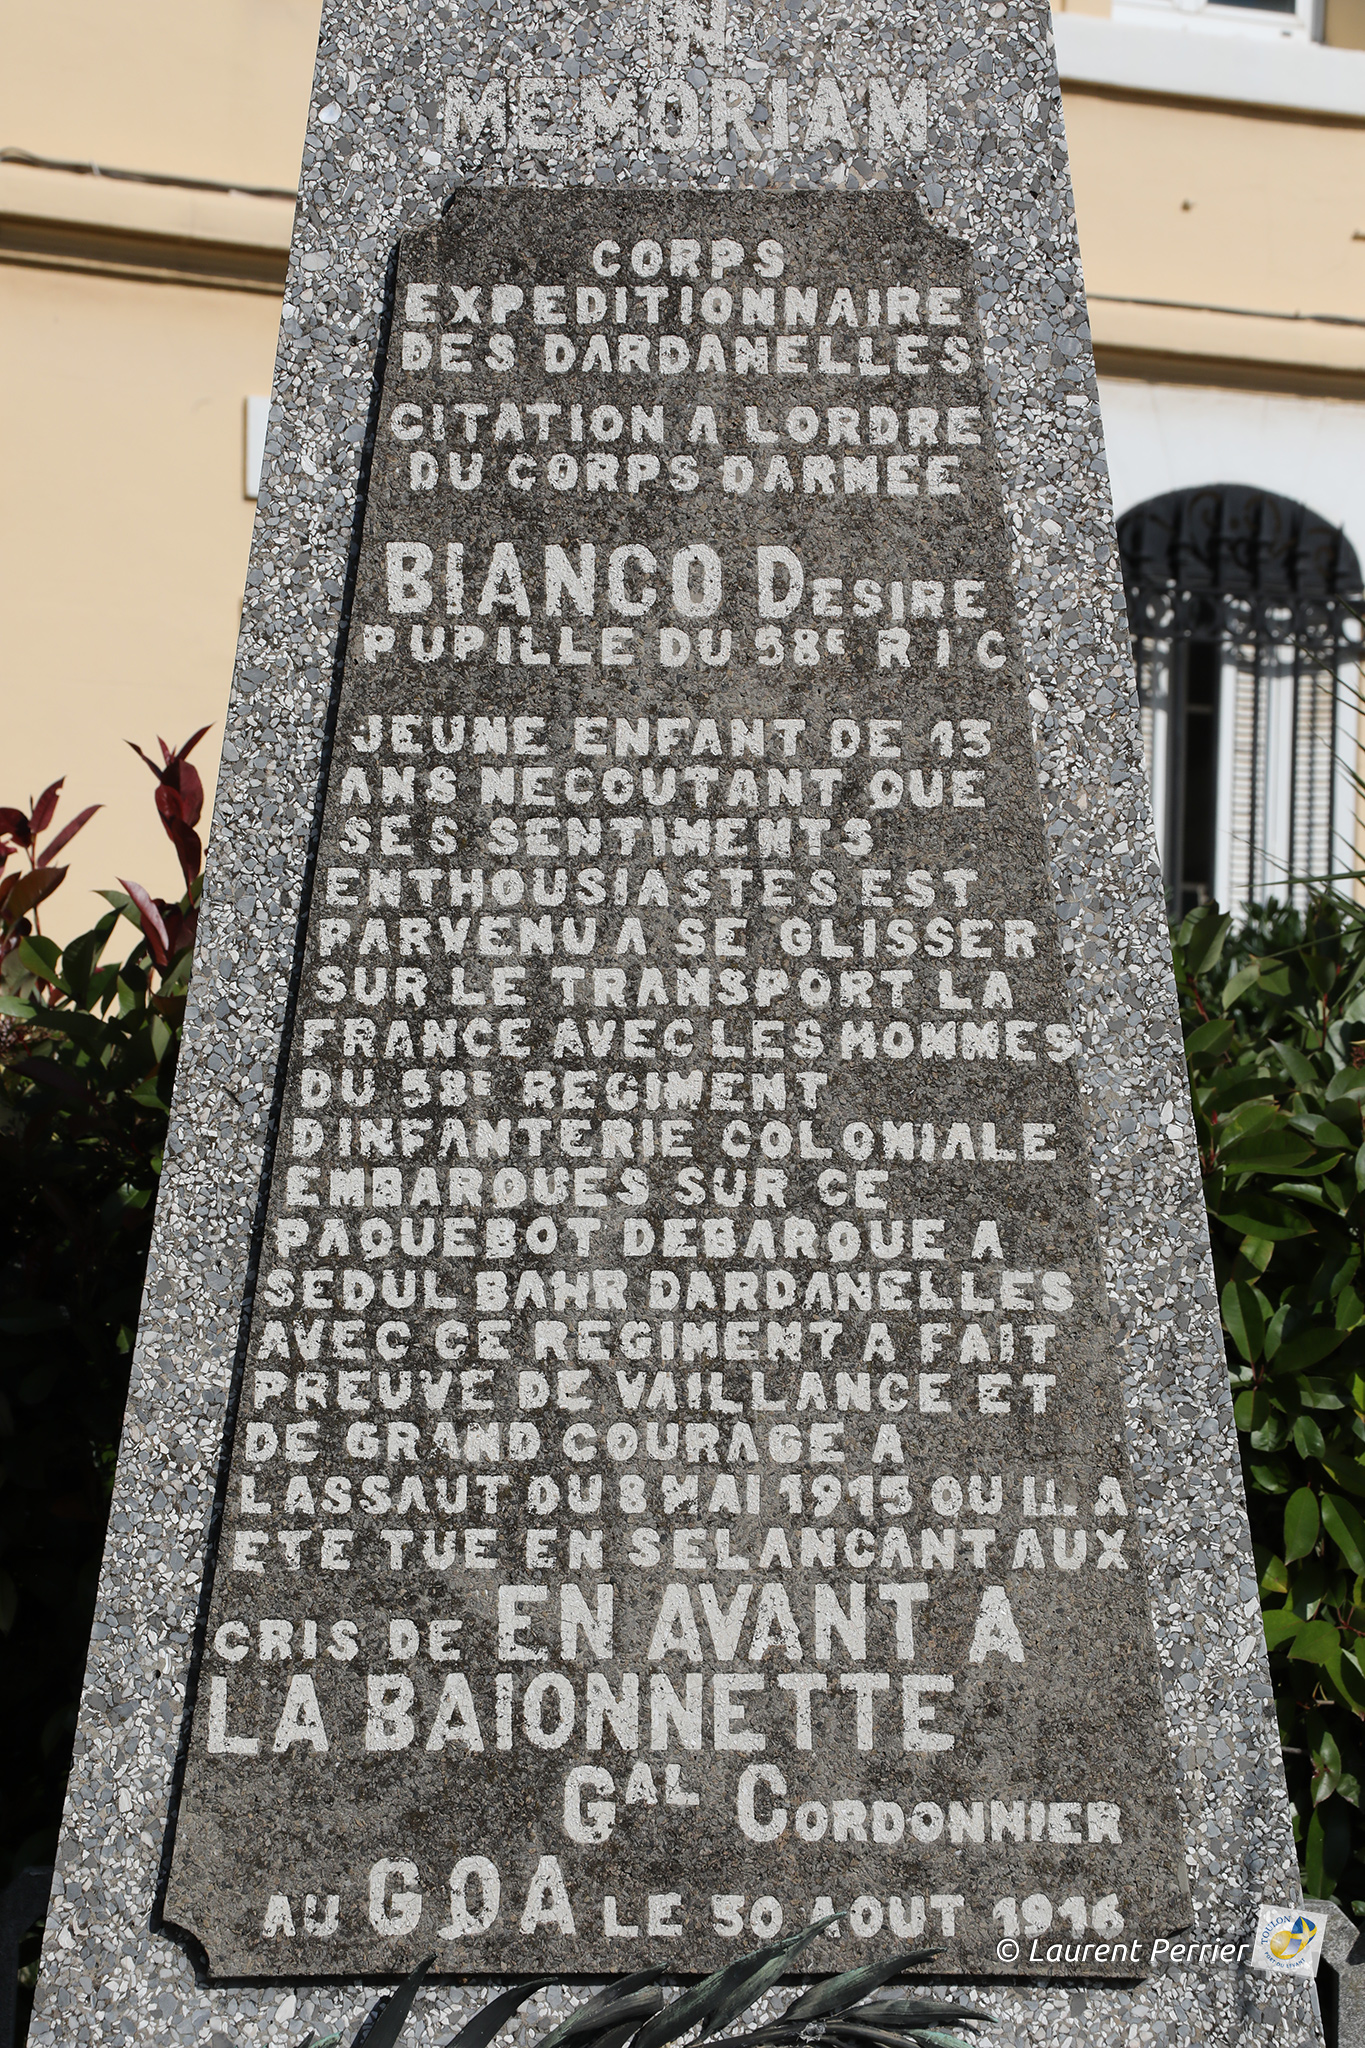 IN
MEMORIAM
CORPS
EXPEDITIONNAIRE
DES DARDANELLES
CITATION A LORDRE
DU CORPS DARMEE
BIANCO DESIRE
PUPILLE DU 58E R I C
JEUNE ENFANT DE 13
ANS NECOUTANT QUE
SES SENTIMENTS
ENTHOUSIASTES EST
PARVENU A SE GLISSER
SUR LE TRANSPORT LA
FRANCE AVEC LES HOMMES
DU 58E REGIMENT
DINFANTERIE COLONIALE
EMBARQUES SUR CE
PAQUEBOT DEBARQUE A
SEDUL BAHR DARDANELLES
AVEC CE REGIMENT A FAIT
PREUVE DE VAILLANCE ET
DE GRAND COURAGE A
LASSAUT DU 8 MAI 1915 OU IL A
ETE TUE EN SELANCANT AUX
CRIS DE EN AVANT A
LA BAIONNETTE
GAL CORDONNIER
AU GQA LE 30 AOUT 1916
© Laurent Perrier
TOULON
PORT DU LEVANT